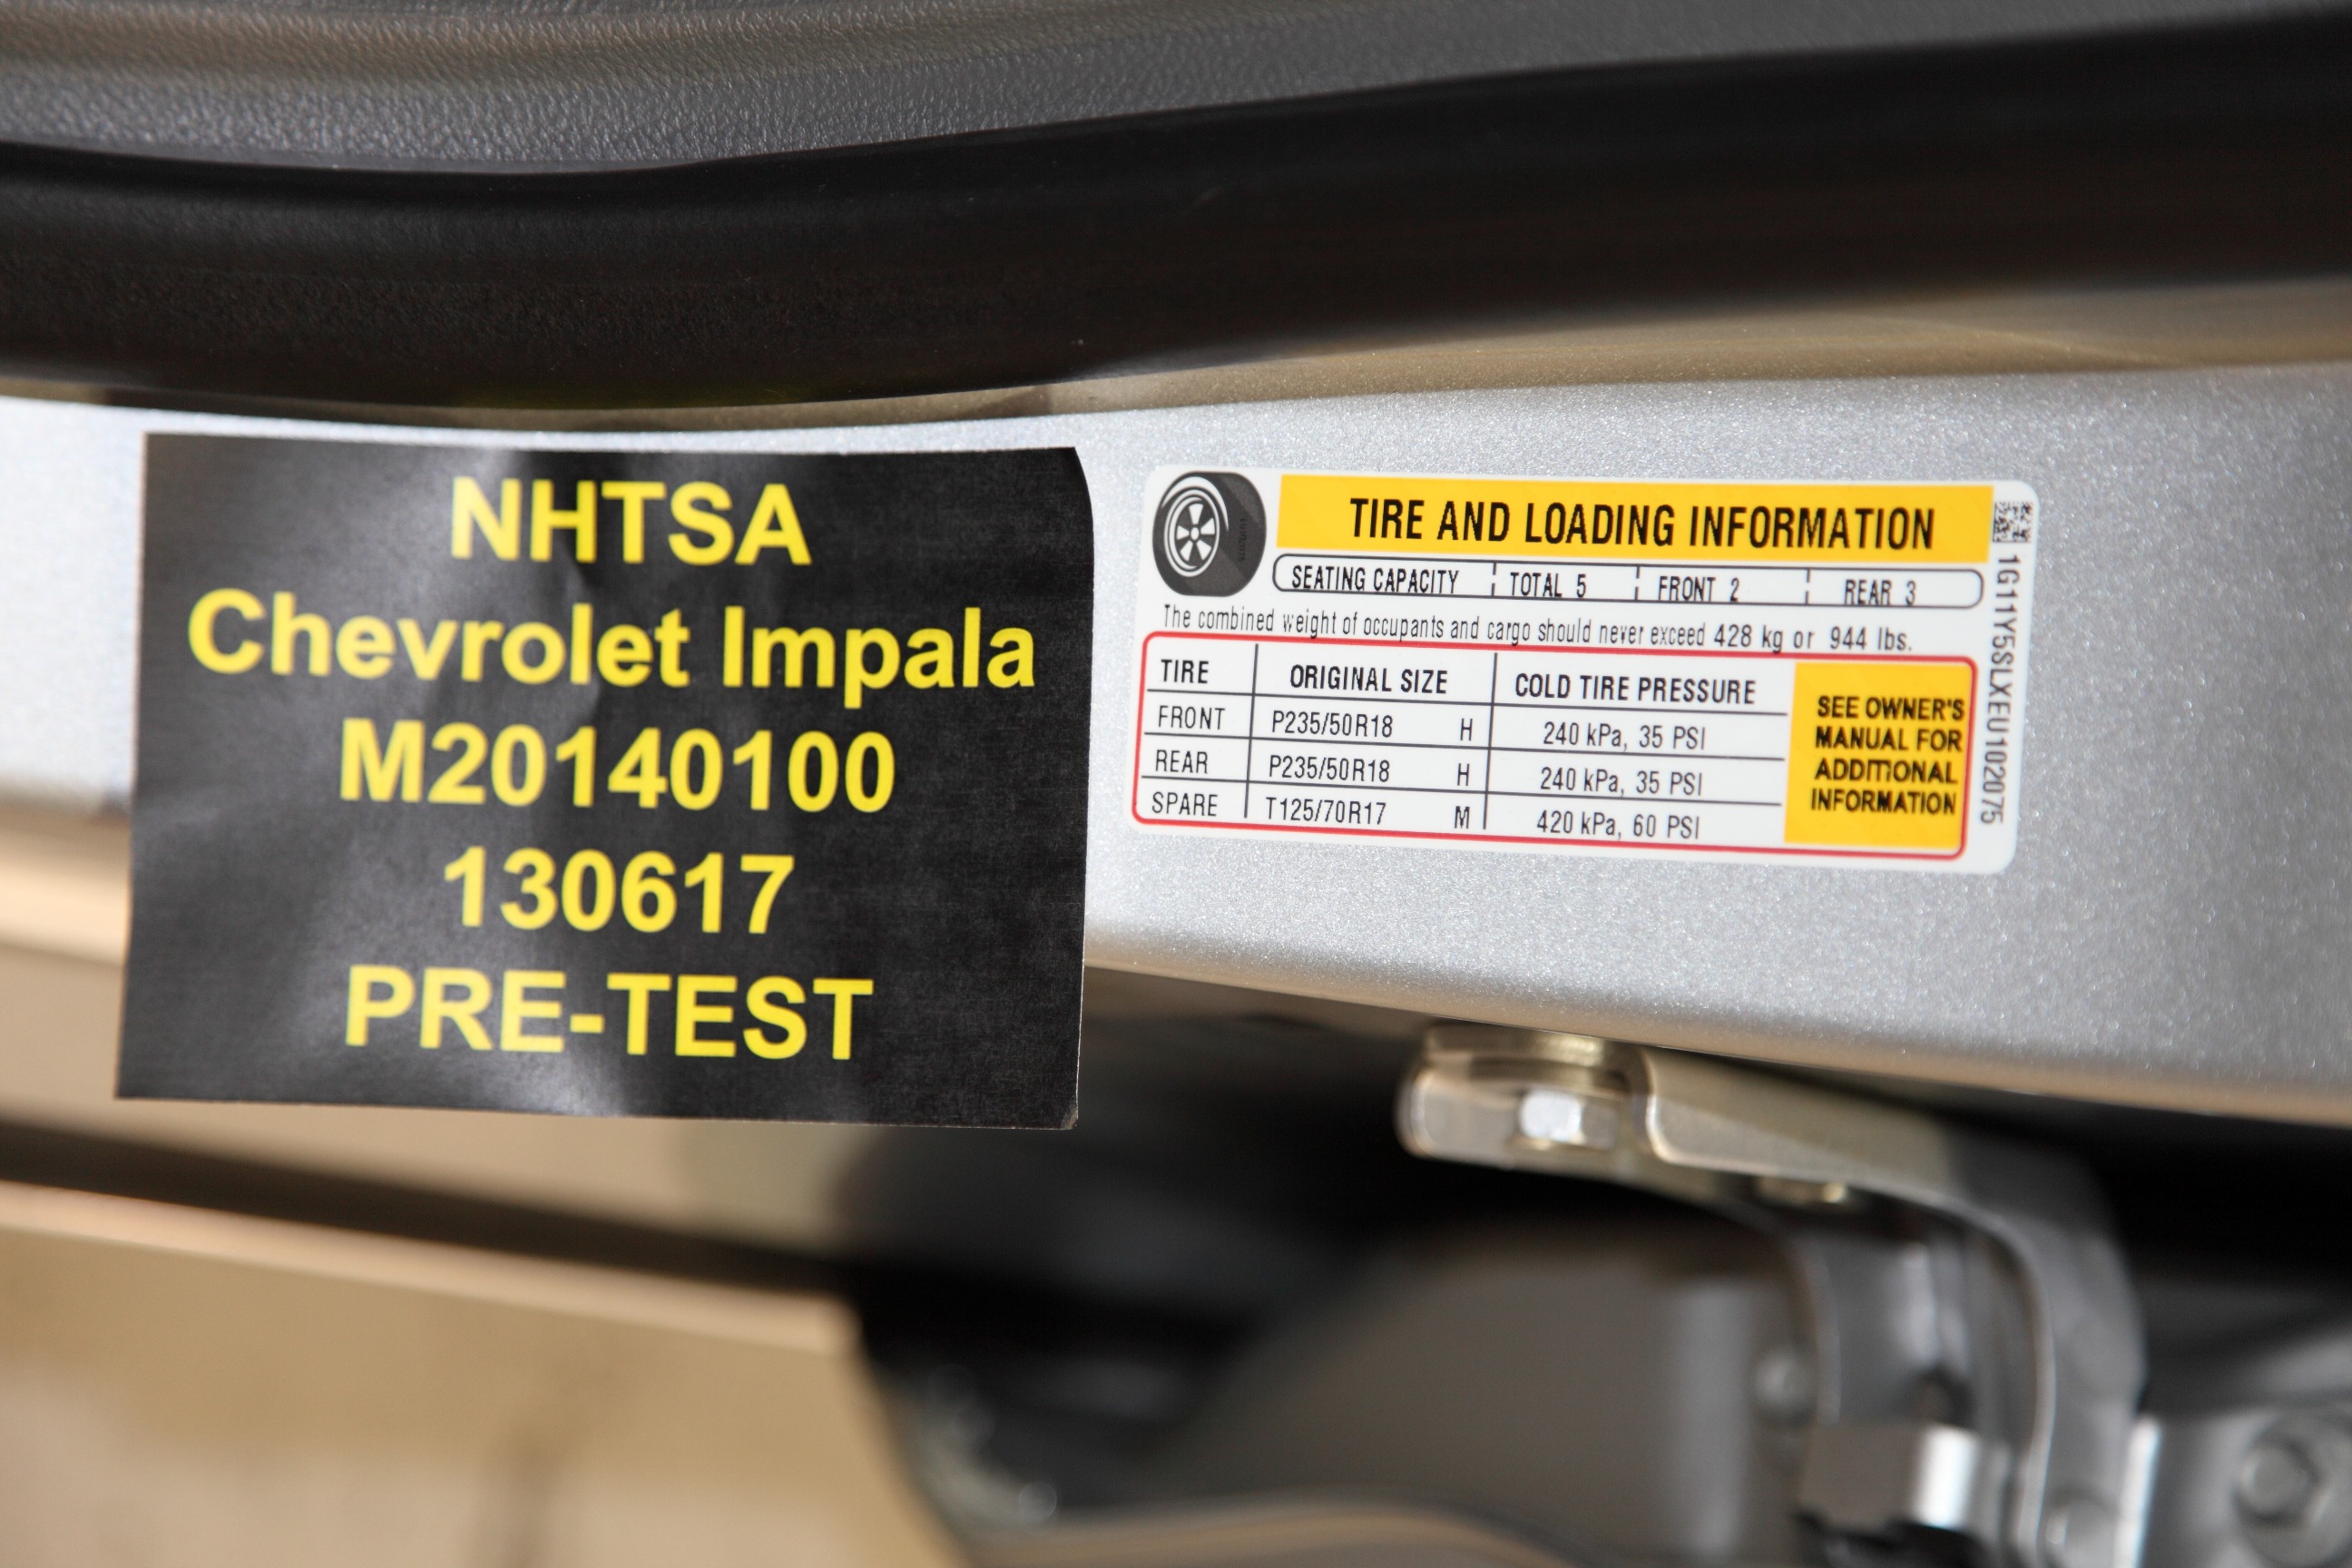 NHTSA
Chevrolet Impala
M20140100
130617
PRE-TEST
TIRE AND LOADING INFORMATION
SEATING CAPACITY TOTAL 5 FRONT 2 REAR 3
The combined weight of occupants and cargo should never exceed 428 kg or 944 lbs.
TIRE ORIGINAL SIZE COLD TIRE PRESSURE
FRONT P235/50R18 H 240 kPa, 35 PSI
REAR P235/50R18 H 240 kPa, 35 PSI
SPARE T125/70R17 M 420 kPa, 60 PSI
SEE OWNER'S
MANUAL FOR
ADDITIONAL
INFORMATION
1G11Y5SLXEU102075